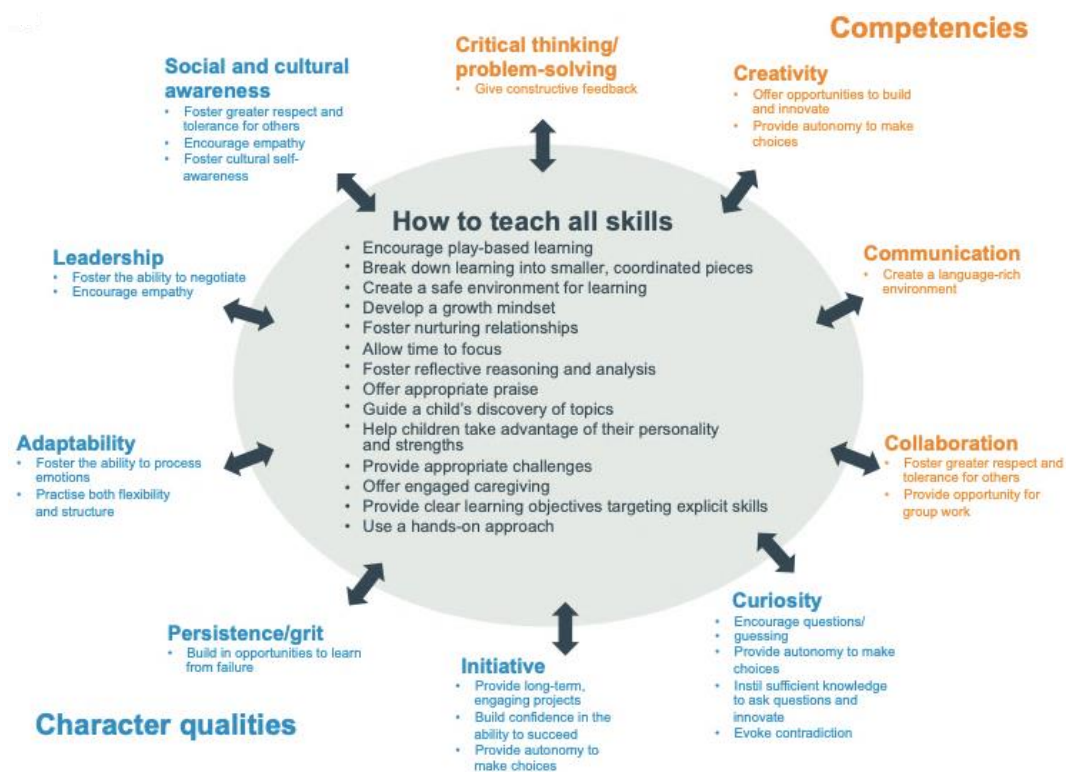 Competencies
Critical thinking/
problem-solving
• Give constructive feedback
Creativity
• Offer opportunities to build
and innovate
• Provide autonomy to make
choices
Communication
• Create a language-rich
environment
Collaboration
• Foster greater respect and
tolerance for others
• Provide opportunity for
group work
Curiosity
• Encourage questions/
• guessing
• Provide autonomy to make
choices
• Instil sufficient knowledge
to ask questions and
innovate
• Evoke contradiction
Initiative
• Provide long-term,
engaging projects
• Build confidence in the
ability to succeed
• Provide autonomy to
make choices
Persistence/grit
• Build in opportunities to learn
from failure
Adaptability
• Foster the ability to process
emotions
• Practise both flexibility
and structure
Leadership
• Foster the ability to negotiate
• Encourage empathy
Social and cultural
awareness
• Foster greater respect and
tolerance for others
• Encourage empathy
• Foster cultural self-
awareness
Character qualities
How to teach all skills
• Encourage play-based learning
• Break down learning into smaller, coordinated pieces
• Create a safe environment for learning
• Develop a growth mindset
• Foster nurturing relationships
• Allow time to focus
• Foster reflective reasoning and analysis
• Offer appropriate praise
• Guide a child's discovery of topics
• Help children take advantage of their personality
and strengths
• Provide appropriate challenges
• Offer engaged caregiving
• Provide clear learning objectives targeting explicit skills
• Use a hands-on approach